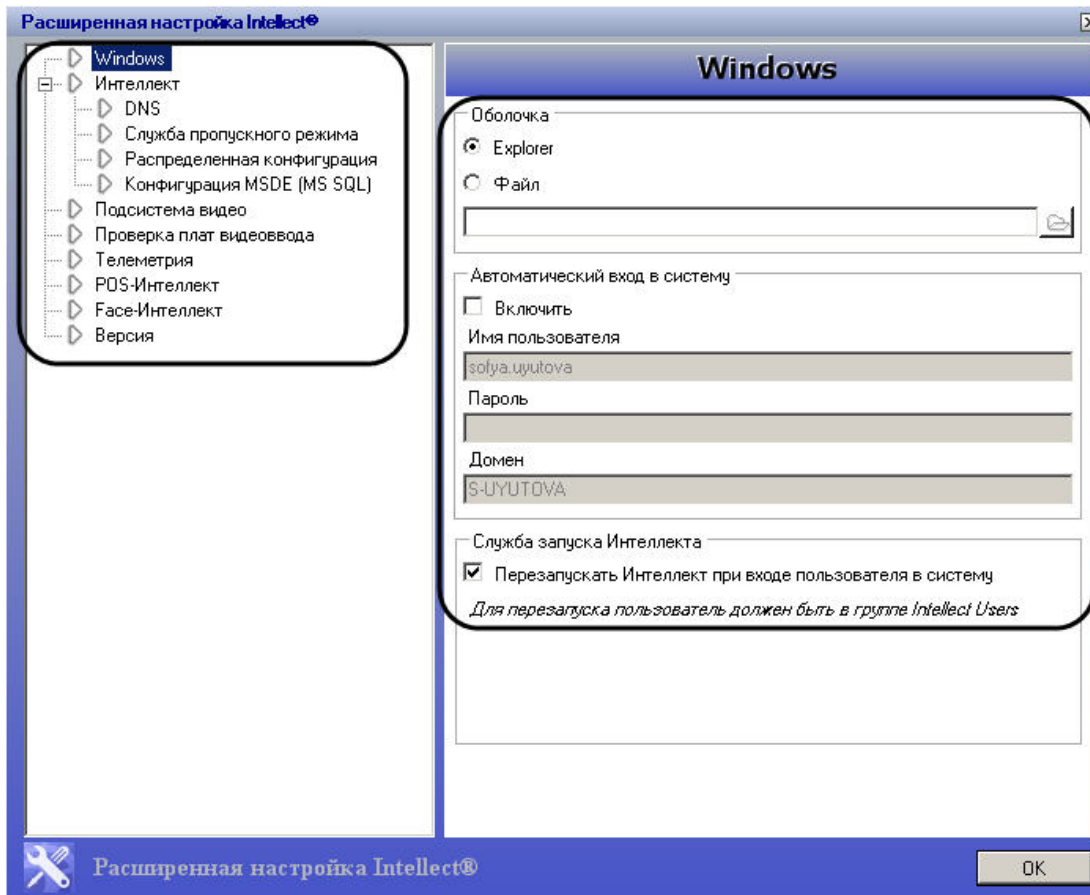 Расширенная настройка Intellect®
Windows
Интеллект
DNS
Служба пропускного режима
Распределенная конфигурация
Конфигурация MSDE (MS SQL)
Подсистема видео
Проверка плат видеоввода
Телеметрия
POS-Интеллект
Face-Интеллект
Версия
Windows
Оболочка
Explorer
Файл
Автоматический вход в систему
Включить
Имя пользователя
sofya.uyutova
Пароль
Домен
S-UYUTOVA
Служба запуска Интеллекта
Перезапускать Интеллект при входе пользователя в систему
Для перезапуска пользователь должен быть в группе Intellect Users
Расширенная настройка Intellect®
OK